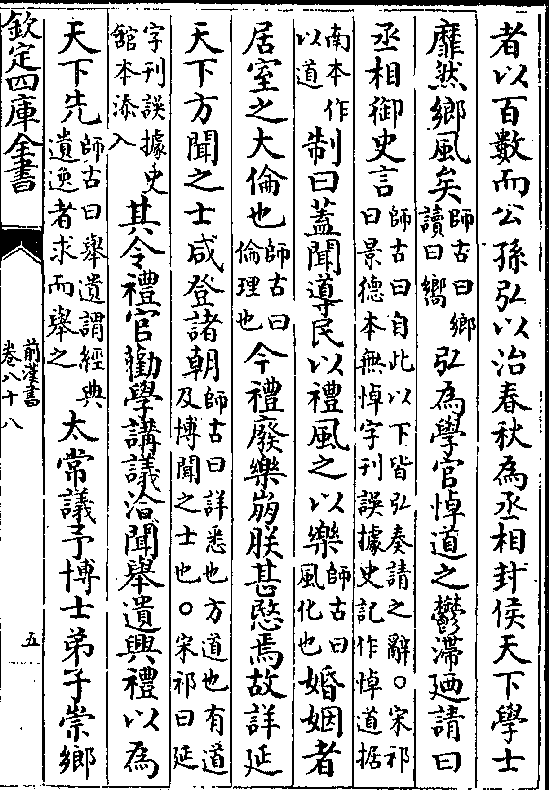 者以百數而公孫弘以治春秋為丞相封侯天下學士
靡然鄉風矣師古曰鄉讀曰嚮弘為學官悼道之鬱滯廼請曰
丞相御史言師古曰自此以下皆弘奏請之辭○宋祁曰景德本無悼字刊誤據史記作悼道据
南本作以道制曰蓋聞導民以禮風之以樂師古曰風化也婚姻者
居室之大倫也師古曰倫理也今禮廢樂崩朕甚愍焉故詳延
天下方聞之士咸登諸朝師古曰詳悉也方道也有道及博聞之士也○宋祁曰延
字刊誤據史館本添入其令禮官勸學講議洽聞舉遺興禮以為
天下先師古曰舉遺謂經典遺逸者求而舉之太常議予博士弟子崇鄉
欽定四庫全書
前漢書
卷八十八
五